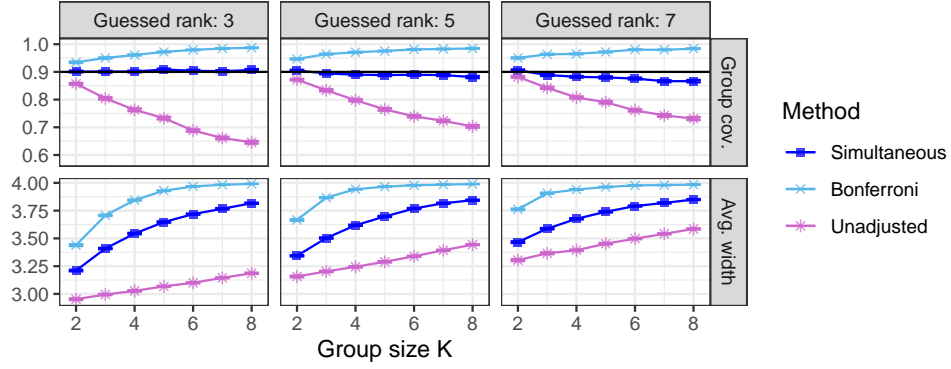 Guessed rank: 3
Guessed rank: 5
Guessed rank: 7
1.0
0.9
0.8
0.7
0.6
Group cov.
4.00
3.75
3.50
3.25
3.00
Avg. width
2 4 6 8
2 4 6 8
2 4 6 8
Group size K
Method
Simultaneous
Bonferroni
Unadjusted